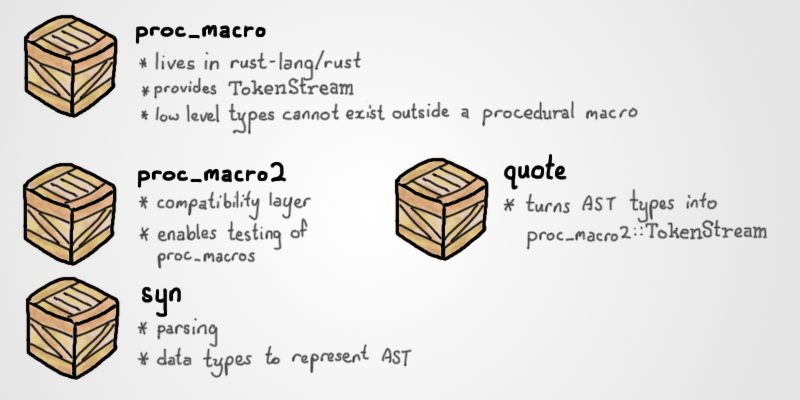 proc_macro
* lives in rust-lang/rust
* provides TokenStream
* low level types cannot exist outside a procedural macro
proc_macro2
* compatibility layer
* enables testing of
proc_macros
quote
* turns AST types into
proc_macro2::TokenStream
syn
* parsing
* data types to represent AST